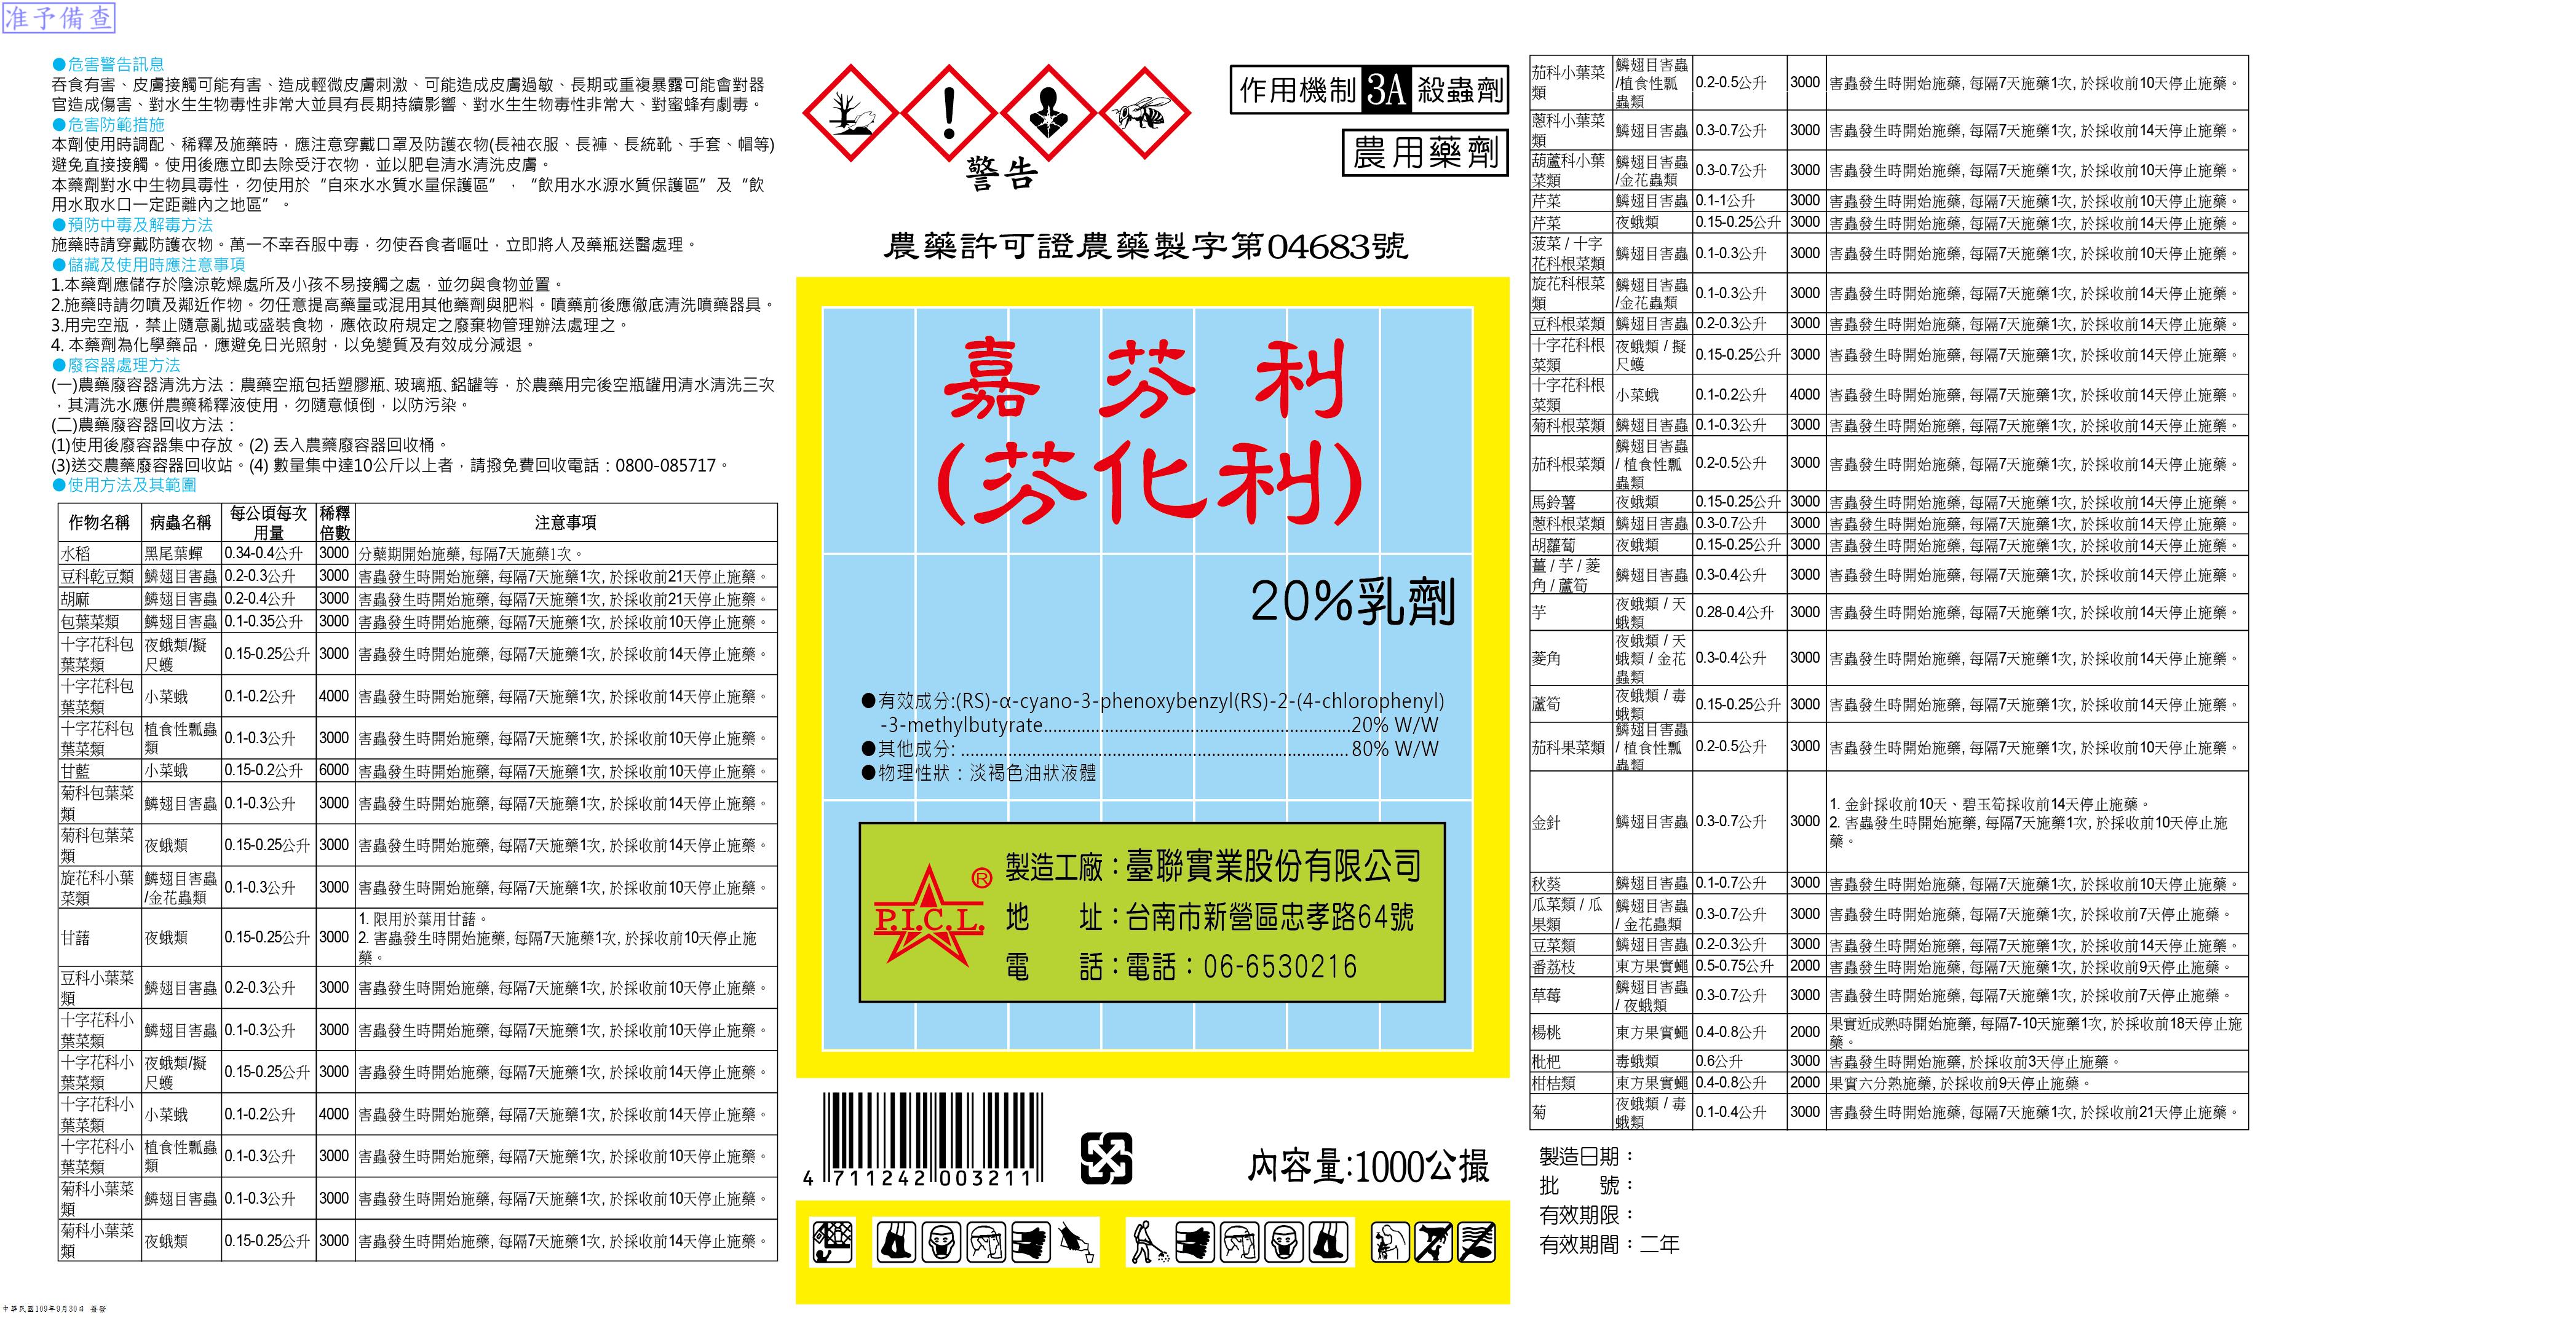 准予備查
●危害警告訊息
吞食有害、皮膚接觸可能有害、造成輕微皮膚刺激、可能造成皮膚過敏、長期或重複暴露可能會對器
官造成傷害、對水生生物毒性非常大並具有長期持續影響、對水生生物毒性非常大、對蜜蜂有劇毒。
●危害防範措施
本劑使用時調配、稀釋及施藥時，應注意穿戴口罩及防護衣物(長袖衣服、長褲、長統靴、手套、帽等)
避免直接接觸。使用後應立即去除受汙衣物，並以肥皂清水清洗皮膚。
本藥劑對水中生物具毒性，勿使用於“自來水水質水量保護區”，“飲用水水源水質保護區”及“飲
用水取水口一定距離內之地區”。
●預防中毒及解毒方法
施藥時請穿戴防護衣物。萬一不幸吞服中毒，勿使吞食者嘔吐，立即將人及藥瓶送醫處理。
●儲藏及使用時應注意事項
1.本藥劑應儲存於陰涼乾燥處所及小孩不易接觸之處，並勿與食物並置。
2.施藥時請勿噴及鄰近作物。勿任意提高藥量或混用其他藥劑與肥料。噴藥前後應徹底清洗噴藥器具。
3.用完空瓶，禁止隨意亂拋或盛裝食物，應依政府規定之廢棄物管理辦法處理之。
4. 本藥劑為化學藥品，應避免日光照射，以免變質及有效成分減退。
●廢容器處理方法
(一)農藥廢容器清洗方法：農藥空瓶包括塑膠瓶、玻璃瓶、鋁罐等，於農藥用完後空瓶罐用清水清洗三次
，其清洗水應併農藥稀釋液使用，勿隨意傾倒，以防污染。
(二)農藥廢容器回收方法：
(1)使用後廢容器集中存放。(2) 丟入農藥廢容器回收桶。
(3)送交農藥廢容器回收站。(4) 數量集中達10公斤以上者，請撥免費回收電話：0800-085717。
●使用方法及其範圍
作物名稱 病蟲名稱 每公頃每次用量 稀釋倍數 注意事項
水稻 黑尾葉蟬 0.34-0.4公升 3000 分藥期開始施藥, 每隔7天施藥1次。
豆科乾豆類 鱗翅目害蟲 0.2-0.3公升 3000 害蟲發生時開始施藥, 每隔7天施藥1次, 於採收前21天停止施藥。
胡麻 鱗翅目害蟲 0.2-0.4公升 3000 害蟲發生時開始施藥, 每隔7天施藥1次, 於採收前21天停止施藥。
包葉菜類 鱗翅目害蟲 0.1-0.35公升 3000 害蟲發生時開始施藥, 每隔7天施藥1次, 於採收前10天停止施藥。
十字花科包葉菜類 夜蛾類/擬尺蠖 0.15-0.25公升 3000 害蟲發生時開始施藥, 每隔7天施藥1次, 於採收前14天停止施藥。
十字花科包葉菜類 小菜蛾 0.1-0.2公升 4000 害蟲發生時開始施藥, 每隔7天施藥1次, 於採收前14天停止施藥。
十字花科包葉菜類 植食性瓢蟲類 0.1-0.3公升 3000 害蟲發生時開始施藥, 每隔7天施藥1次, 於採收前10天停止施藥。
甘藍 小菜蛾 0.15-0.2公升 6000 害蟲發生時開始施藥, 每隔7天施藥1次, 於採收前10天停止施藥。
菊科包葉菜類 鱗翅目害蟲 0.1-0.3公升 3000 害蟲發生時開始施藥, 每隔7天施藥1次, 於採收前14天停止施藥。
菊科包葉菜類 夜蛾類 0.15-0.25公升 3000 害蟲發生時開始施藥, 每隔7天施藥1次, 於採收前14天停止施藥。
旋花科小葉菜類 鱗翅目害蟲/金花蟲類 0.1-0.3公升 3000 害蟲發生時開始施藥, 每隔7天施藥1次, 於採收前10天停止施藥。
甘藷 夜蛾類 0.15-0.25公升 3000 1. 限用於葉用甘藷。
2. 害蟲發生時開始施藥, 每隔7天施藥1次, 於採收前10天停止施藥。
豆科小葉菜類 鱗翅目害蟲 0.2-0.3公升 3000 害蟲發生時開始施藥, 每隔7天施藥1次, 於採收前10天停止施藥。
十字花科小葉菜類 鱗翅目害蟲 0.1-0.3公升 3000 害蟲發生時開始施藥, 每隔7天施藥1次, 於採收前10天停止施藥。
十字花科小葉菜類 夜蛾類/擬尺蠖 0.15-0.25公升 3000 害蟲發生時開始施藥, 每隔7天施藥1次, 於採收前14天停止施藥。
十字花科小葉菜類 小菜蛾 0.1-0.2公升 4000 害蟲發生時開始施藥, 每隔7天施藥1次, 於採收前14天停止施藥。
十字花科小葉菜類 植食性瓢蟲類 0.1-0.3公升 3000 害蟲發生時開始施藥, 每隔7天施藥1次, 於採收前10天停止施藥。
菊科小葉菜類 鱗翅目害蟲 0.1-0.3公升 3000 害蟲發生時開始施藥, 每隔7天施藥1次, 於採收前10天停止施藥。
菊科小葉菜類 夜蛾類 0.15-0.25公升 3000 害蟲發生時開始施藥, 每隔7天施藥1次, 於採收前14天停止施藥。
中華民國109年9月30日 簽發
警告
作用機制 3A 殺蟲劑
農用藥劑
農藥許可證農藥製字第04683號
嘉芬利
(芬化利)
20%乳劑
●有效成分:(RS)-α-cyano-3-phenoxybenzyl(RS)-2-(4-chlorophenyl)
-3-methylbutyrate.................................................................20% W/W
●其他成分: ..................................................................................80% W/W
●物理性狀：淡褐色油狀液體
P.I.C.L. ®
製造工廠：臺聯實業股份有限公司
地　　址：台南市新營區忠孝路64號
電　　話：電話：06-6530216
4 711242 003211
內容量:1000公撮
茄科小葉菜類 鱗翅目害蟲/植食性瓢蟲類 0.2-0.5公升 3000 害蟲發生時開始施藥, 每隔7天施藥1次, 於採收前10天停止施藥。
蔥科小葉菜類 鱗翅目害蟲 0.3-0.7公升 3000 害蟲發生時開始施藥, 每隔7天施藥1次, 於採收前14天停止施藥。
葫蘆科小葉菜類 鱗翅目害蟲/金花蟲類 0.3-0.7公升 3000 害蟲發生時開始施藥, 每隔7天施藥1次, 於採收前10天停止施藥。
芹菜 鱗翅目害蟲 0.1-1公升 3000 害蟲發生時開始施藥, 每隔7天施藥1次, 於採收前10天停止施藥。
芹菜 夜蛾類 0.15-0.25公升 3000 害蟲發生時開始施藥, 每隔7天施藥1次, 於採收前14天停止施藥。
菠菜 / 十字花科根菜類 鱗翅目害蟲 0.1-0.3公升 3000 害蟲發生時開始施藥, 每隔7天施藥1次, 於採收前10天停止施藥。
旋花科根菜類 鱗翅目害蟲/金花蟲類 0.1-0.3公升 3000 害蟲發生時開始施藥, 每隔7天施藥1次, 於採收前14天停止施藥。
豆科根菜類 鱗翅目害蟲 0.2-0.3公升 3000 害蟲發生時開始施藥, 每隔7天施藥1次, 於採收前14天停止施藥。
十字花科根菜類 夜蛾類 / 擬尺蠖 0.15-0.25公升 3000 害蟲發生時開始施藥, 每隔7天施藥1次, 於採收前14天停止施藥。
十字花科根菜類 小菜蛾 0.1-0.2公升 4000 害蟲發生時開始施藥, 每隔7天施藥1次, 於採收前14天停止施藥。
菊科根菜類 鱗翅目害蟲 0.1-0.3公升 3000 害蟲發生時開始施藥, 每隔7天施藥1次, 於採收前14天停止施藥。
茄科根菜類 鱗翅目害蟲 / 植食性瓢蟲類 0.2-0.5公升 3000 害蟲發生時開始施藥, 每隔7天施藥1次, 於採收前14天停止施藥。
馬鈴薯 夜蛾類 0.15-0.25公升 3000 害蟲發生時開始施藥, 每隔7天施藥1次, 於採收前14天停止施藥。
蔥科根菜類 鱗翅目害蟲 0.3-0.7公升 3000 害蟲發生時開始施藥, 每隔7天施藥1次, 於採收前14天停止施藥。
胡蘿蔔 夜蛾類 0.15-0.25公升 3000 害蟲發生時開始施藥, 每隔7天施藥1次, 於採收前14天停止施藥。
薑 / 芋 / 菱角 / 蘆筍 鱗翅目害蟲 0.3-0.4公升 3000 害蟲發生時開始施藥, 每隔7天施藥1次, 於採收前14天停止施藥。
芋 夜蛾類 / 天蛾類 0.28-0.4公升 3000 害蟲發生時開始施藥, 每隔7天施藥1次, 於採收前14天停止施藥。
菱角 夜蛾類 / 天蛾類 / 金花蟲類 0.3-0.4公升 3000 害蟲發生時開始施藥, 每隔7天施藥1次, 於採收前14天停止施藥。
蘆筍 夜蛾類 / 毒蛾類 0.15-0.25公升 3000 害蟲發生時開始施藥, 每隔7天施藥1次, 於採收前14天停止施藥。
茄科果菜類 鱗翅目害蟲 / 植食性瓢蟲類 0.2-0.5公升 3000 害蟲發生時開始施藥, 每隔7天施藥1次, 於採收前10天停止施藥。
金針 鱗翅目害蟲 0.3-0.7公升 3000 1. 金針採收前10天、碧玉筍採收前14天停止施藥。
2. 害蟲發生時開始施藥, 每隔7天施藥1次, 於採收前10天停止施藥。
秋葵 鱗翅目害蟲 0.1-0.7公升 3000 害蟲發生時開始施藥, 每隔7天施藥1次, 於採收前10天停止施藥。
瓜菜類 / 瓜果類 鱗翅目害蟲 / 金花蟲類 0.3-0.7公升 3000 害蟲發生時開始施藥, 每隔7天施藥1次, 於採收前7天停止施藥。
豆菜類 鱗翅目害蟲 0.2-0.3公升 3000 害蟲發生時開始施藥, 每隔7天施藥1次, 於採收前14天停止施藥。
番荔枝 東方果實蠅 0.5-0.75公升 2000 害蟲發生時開始施藥, 每隔7天施藥1次, 於採收前9天停止施藥。
草莓 鱗翅目害蟲 / 夜蛾類 0.3-0.7公升 3000 害蟲發生時開始施藥, 每隔7天施藥1次, 於採收前7天停止施藥。
楊桃 東方果實蠅 0.4-0.8公升 2000 果實近成熟時開始施藥, 每隔7-10天施藥1次, 於採收前18天停止施藥。
枇杷 毒蛾類 0.6公升 3000 害蟲發生時開始施藥, 於採收前3天停止施藥。
柑桔類 東方果實蠅 0.4-0.8公升 2000 果實六分熟施藥, 於採收前9天停止施藥。
菊 夜蛾類 / 毒蛾類 0.1-0.4公升 3000 害蟲發生時開始施藥, 每隔7天施藥1次, 於採收前21天停止施藥。
製造日期：
批　　號：
有效期限：
有效期間：二年